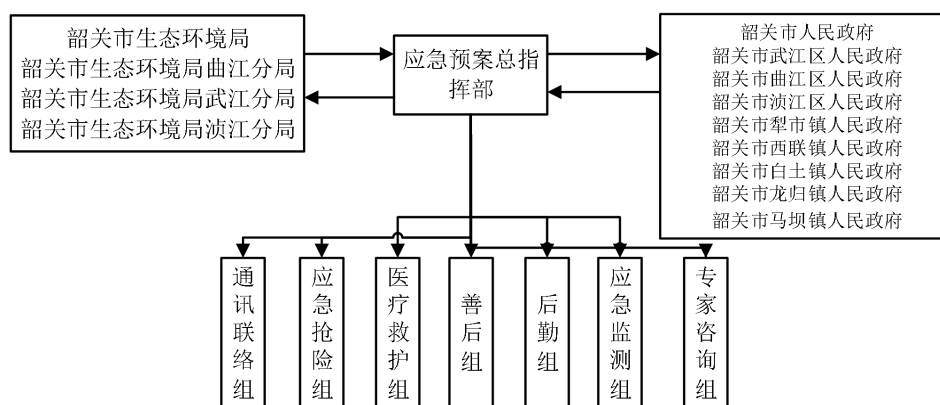 韶关市生态环境局
韶关市生态环境局曲江分局
韶关市生态环境局武江分局
韶关市生态环境局浈江分局
应急预案总指
挥部
韶关市人民政府
韶关市武江区人民政府
韶关市曲江区人民政府
韶关市浈江区人民政府
韶关市犁市镇人民政府
韶关市西联镇人民政府
韶关市白土镇人民政府
韶关市龙归镇人民政府
韶关市马坝镇人民政府
通讯联络组
应急抢险组
医疗救护组
善后组
后勤组
应急监测组
专家咨询组